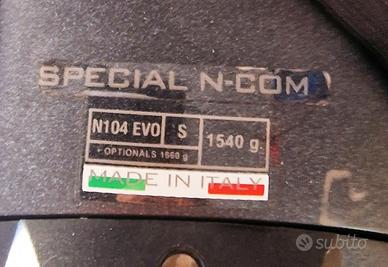 SPECIAL N-COM
N104 EVO S 1540 g.
+ OPTIONALS 1660 g
MADE IN ITALY
subito